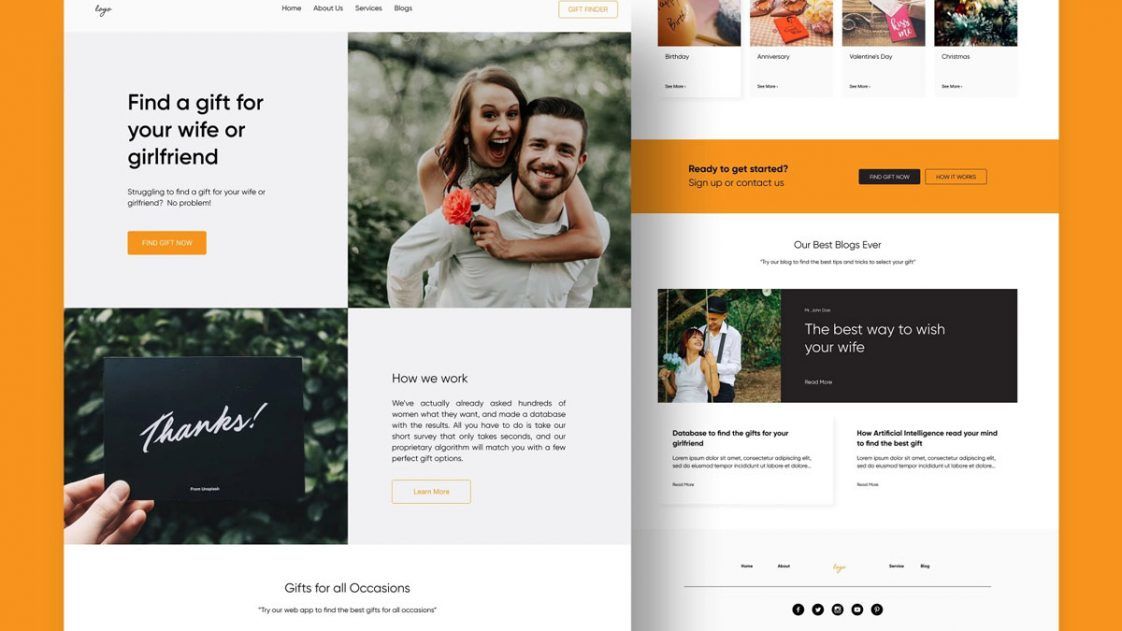 logo
Home About Us Services Blogs
GIFT FINDER
Find a gift for
your wife or
girlfriend
Struggling to find a gift for your wife or
girlfriend? No problem!
FIND GIFT NOW
Thanks!
From Unsplash
How we work
We've actually already asked hundreds of
women what they want, and made a database
with the results. All you have to do is take our
short survey that only takes seconds, and our
proprietary algorithm will match you with a few
perfect gift options.
Learn More
Gifts for all Occasions
"Try our web app to find the best gifts for all occasions"
Birthday
See More ›
Anniversary
See More ›
kiss
me
Valentine's Day
See More ›
Christmas
See More ›
Ready to get started?
Sign up or contact us
FIND GIFT NOW
HOW IT WORKS
Our Best Blogs Ever
"Try our blog to find the best tips and tricks to select your gift"
Mr. John Doe
The best way to wish
your wife
Read More
Database to find the gifts for your
girlfriend
Lorem ipsum dolor sit amet, consectetur adipiscing elit,
sed do eiusmod tempor incididunt ut labore et dolore...
Read More
How Artificial Intelligence read your mind
to find the best gift
Lorem ipsum dolor sit amet, consectetur adipiscing elit,
sed do eiusmod tempor incididunt ut labore et dolore...
Read More
Home About logo Service Blog